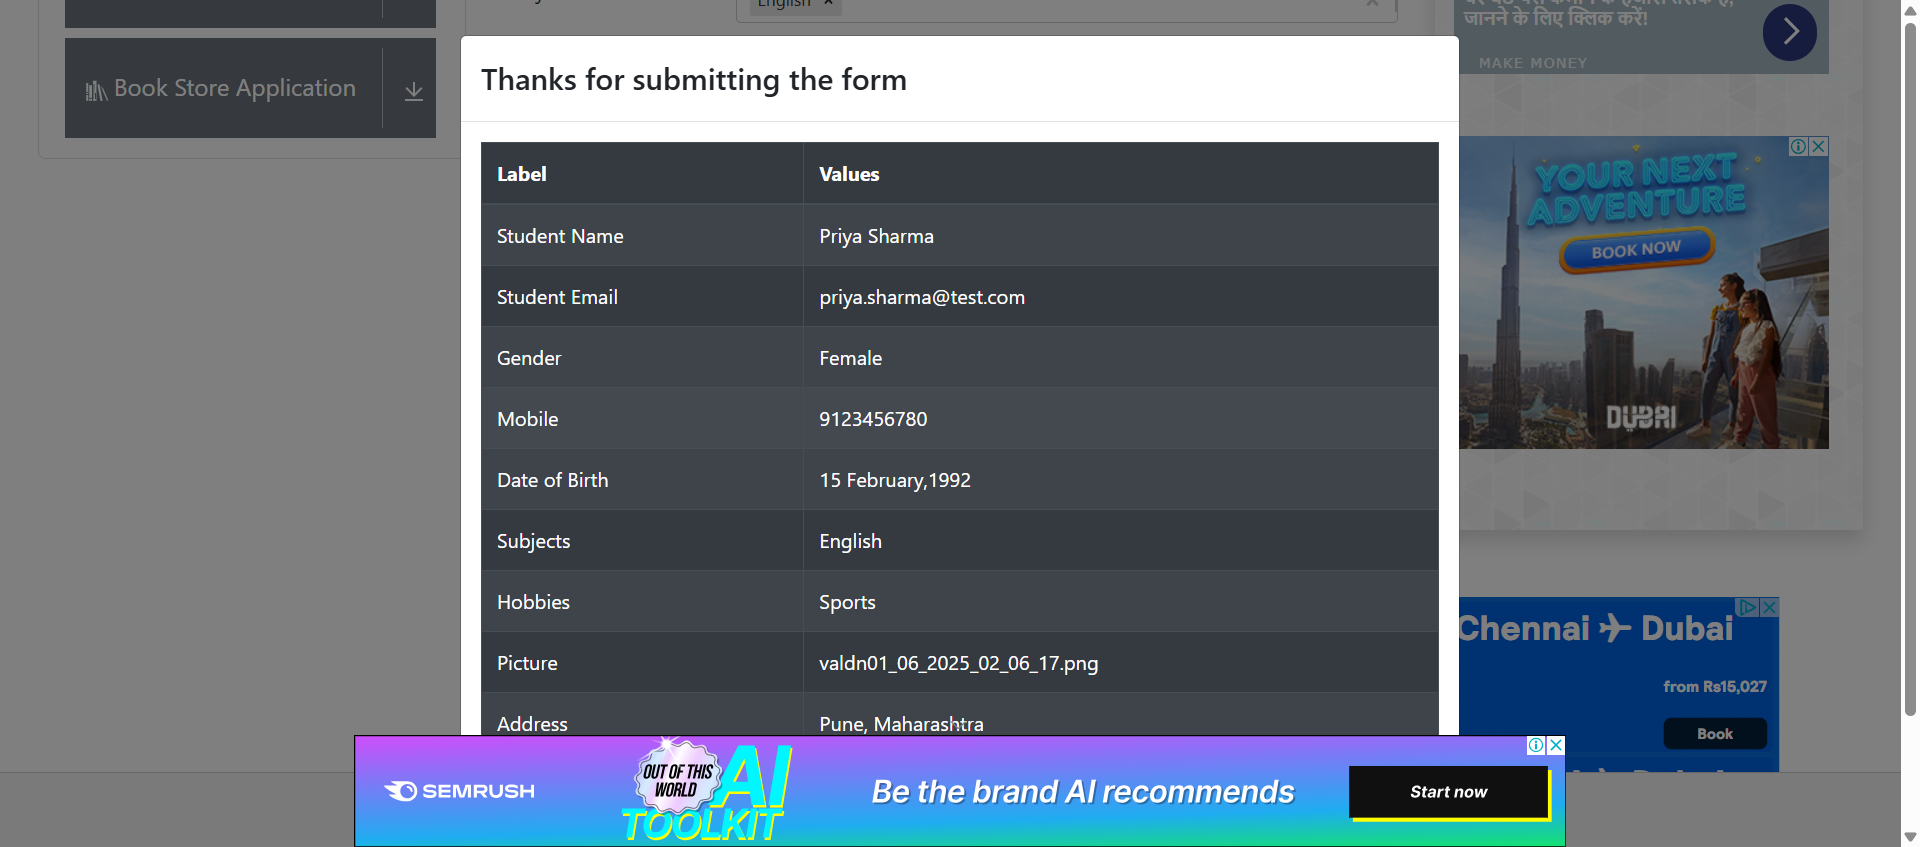 English ×
जानने के लिए क्लिक करें!
MAKE MONEY
Book Store Application
Thanks for submitting the form
Label Values
Student Name Priya Sharma
Student Email priya.sharma@test.com
Gender Female
Mobile 9123456780
Date of Birth 15 February,1992
Subjects English
Hobbies Sports
Picture valdn01_06_2025_02_06_17.png
Address Pune, Maharashtra
YOUR NEXT
ADVENTURE
BOOK NOW
DUBAI
Chennai Dubai
from Rs15,027
Book
SEMRUSH
OUT OF THIS
WORLD
AI
TOOLKIT
Be the brand AI recommends
Start now